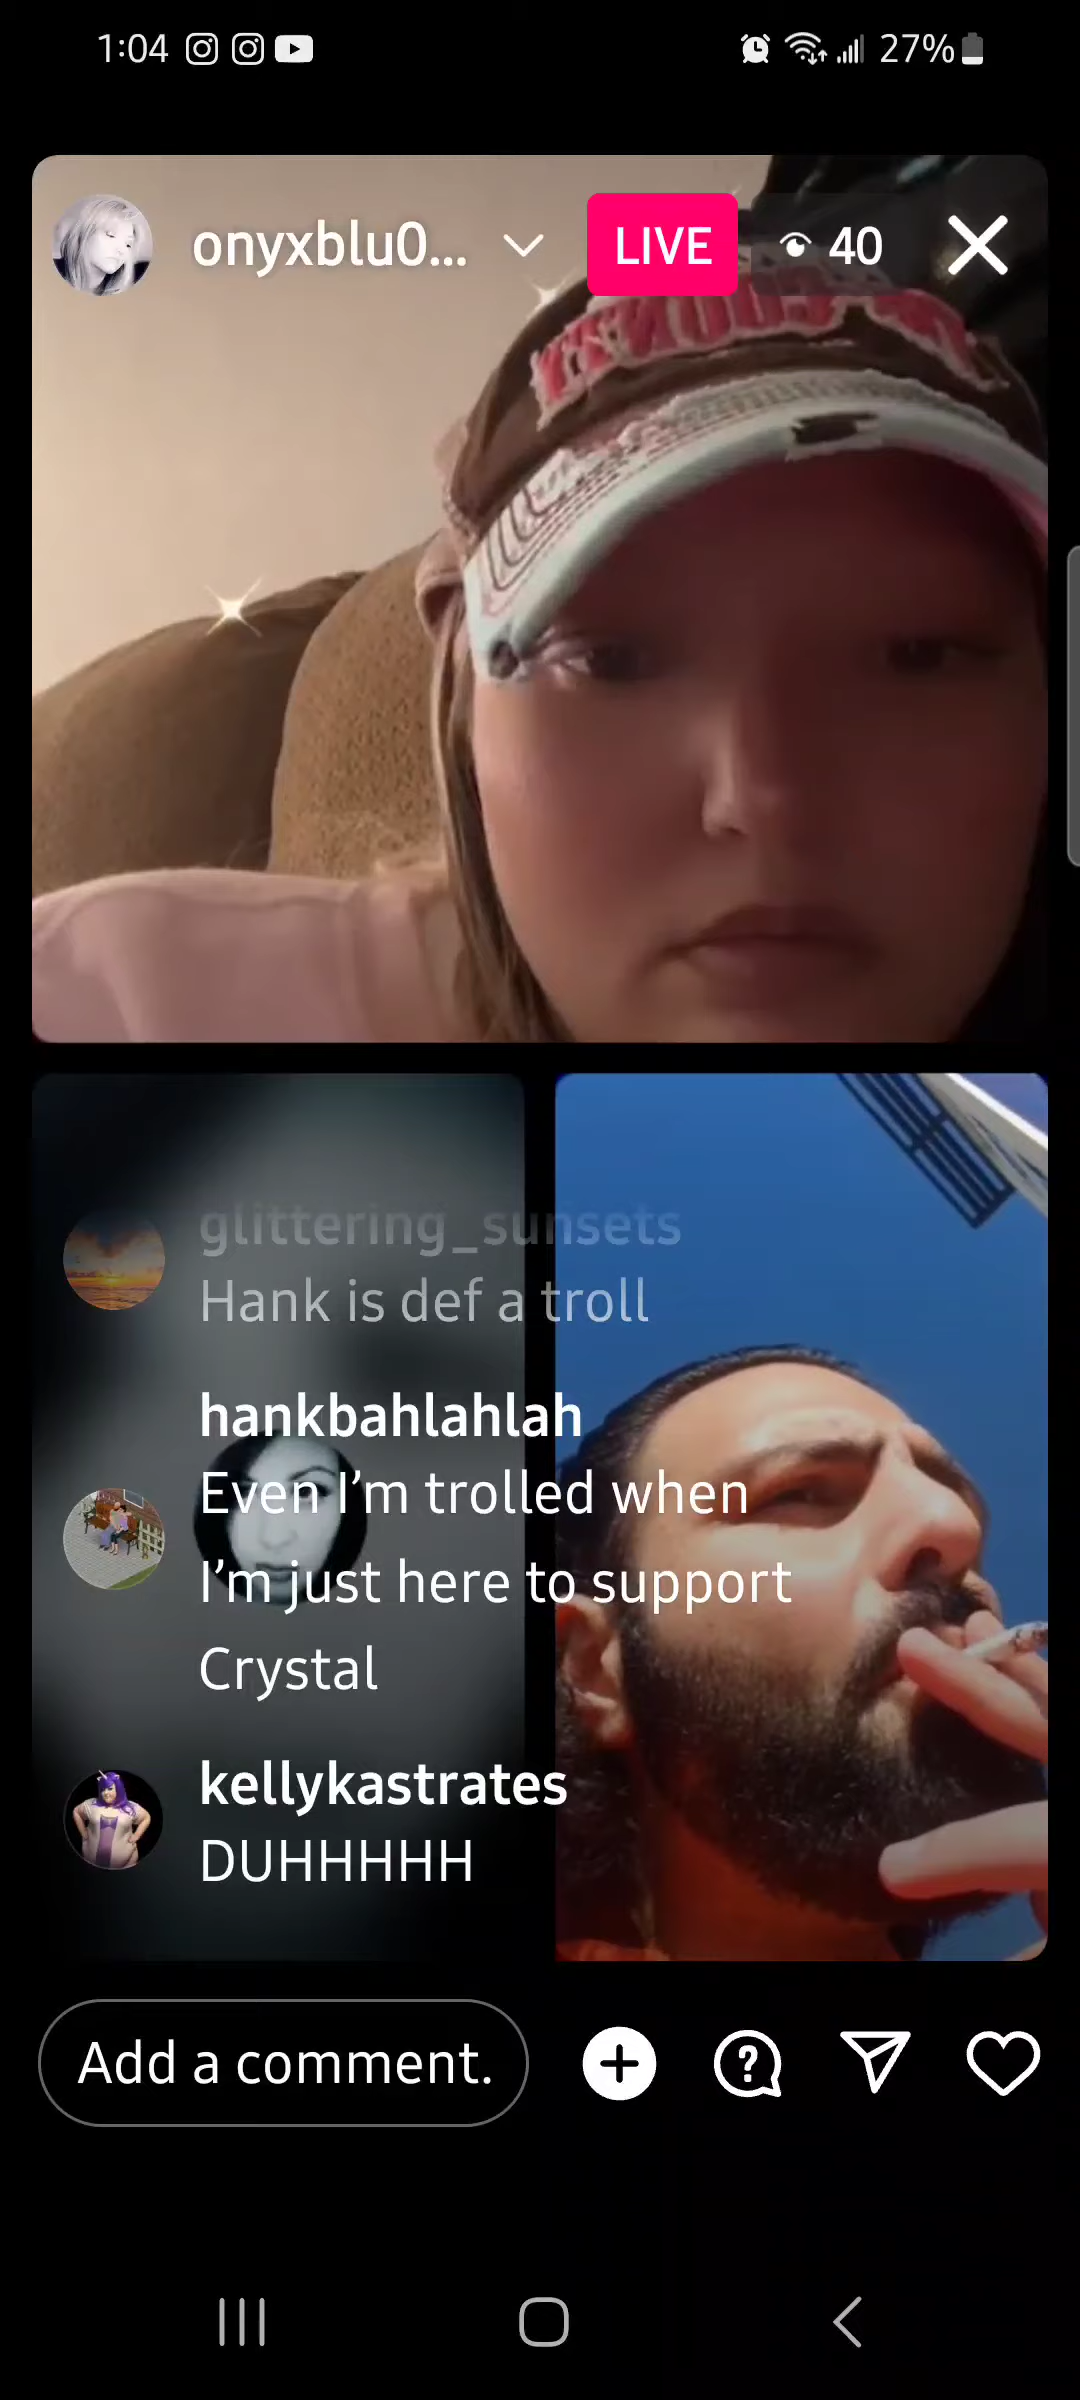 1:04 27%
onyxblu0... LIVE 40
glittering_sunsets
Hank is def a troll
hankbahlahlah
Even I'm trolled when
I'm just here to support
Crystal
kellykastrates
DUHHHHH
Add a comment.